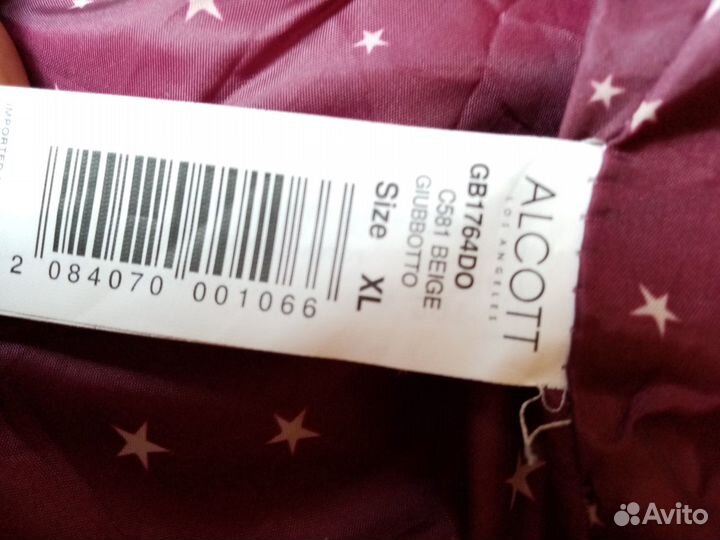 ALCOTT
LOS ANGELES
GB1764DO
C581 BEIGE
GIUBBOTTO
Size XL
2 084070 001066
Avito